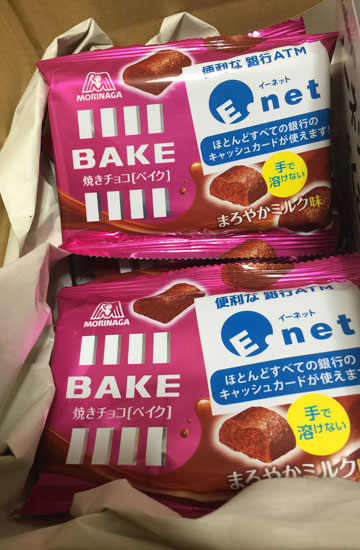 便利な 銀行ATM
MORINAGA
イーネット
E net
ほとんどすべての銀行の
キャッシュカードが使えます!
BAKE
焼きチョコ[ベイク]
手で
溶けない
まろやかミルク味
便利な 銀行ATM
MORINAGA
イーネット
E net
ほとんどすべての銀行の
キャッシュカードが使えます
BAKE
焼きチョコ[ベイク]
手で
溶けない
まろやかミルク